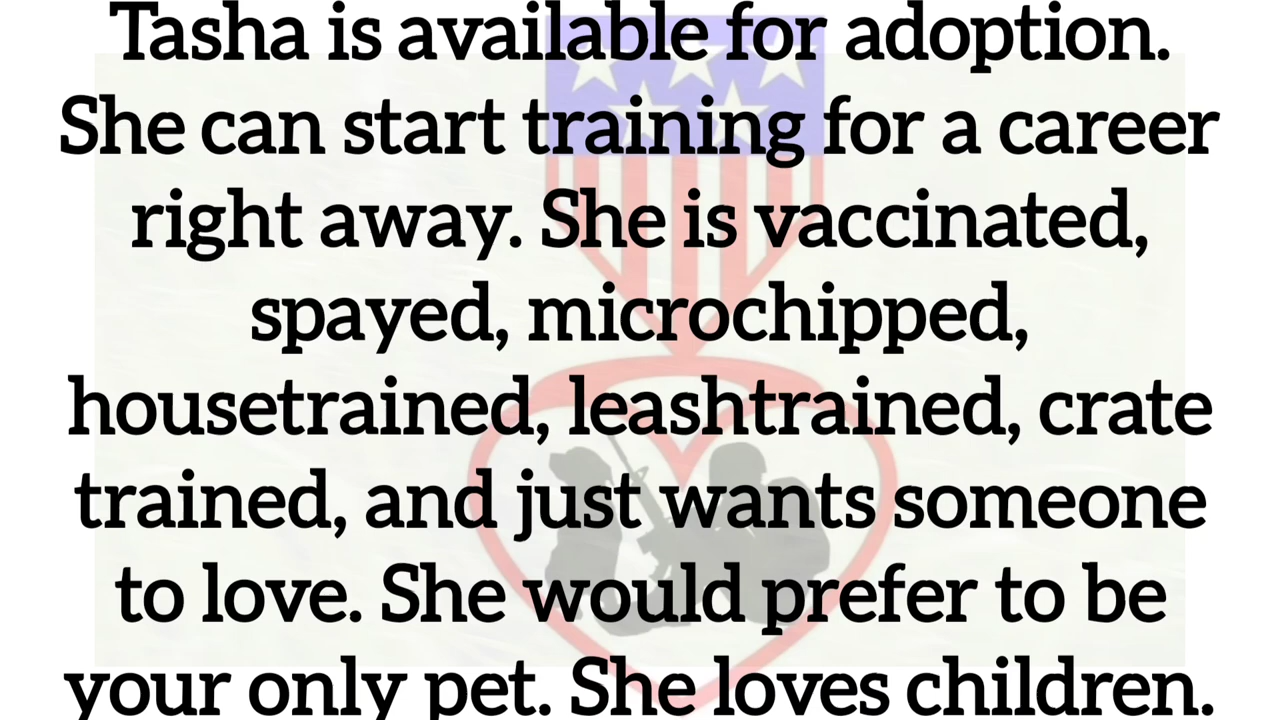 Tasha is available for adoption.
She can start training for a career
right away. She is vaccinated,
spayed, microchipped,
housetrained, leashtrained, crate
trained, and just wants someone
to love. She would prefer to be
your only pet. She loves children.